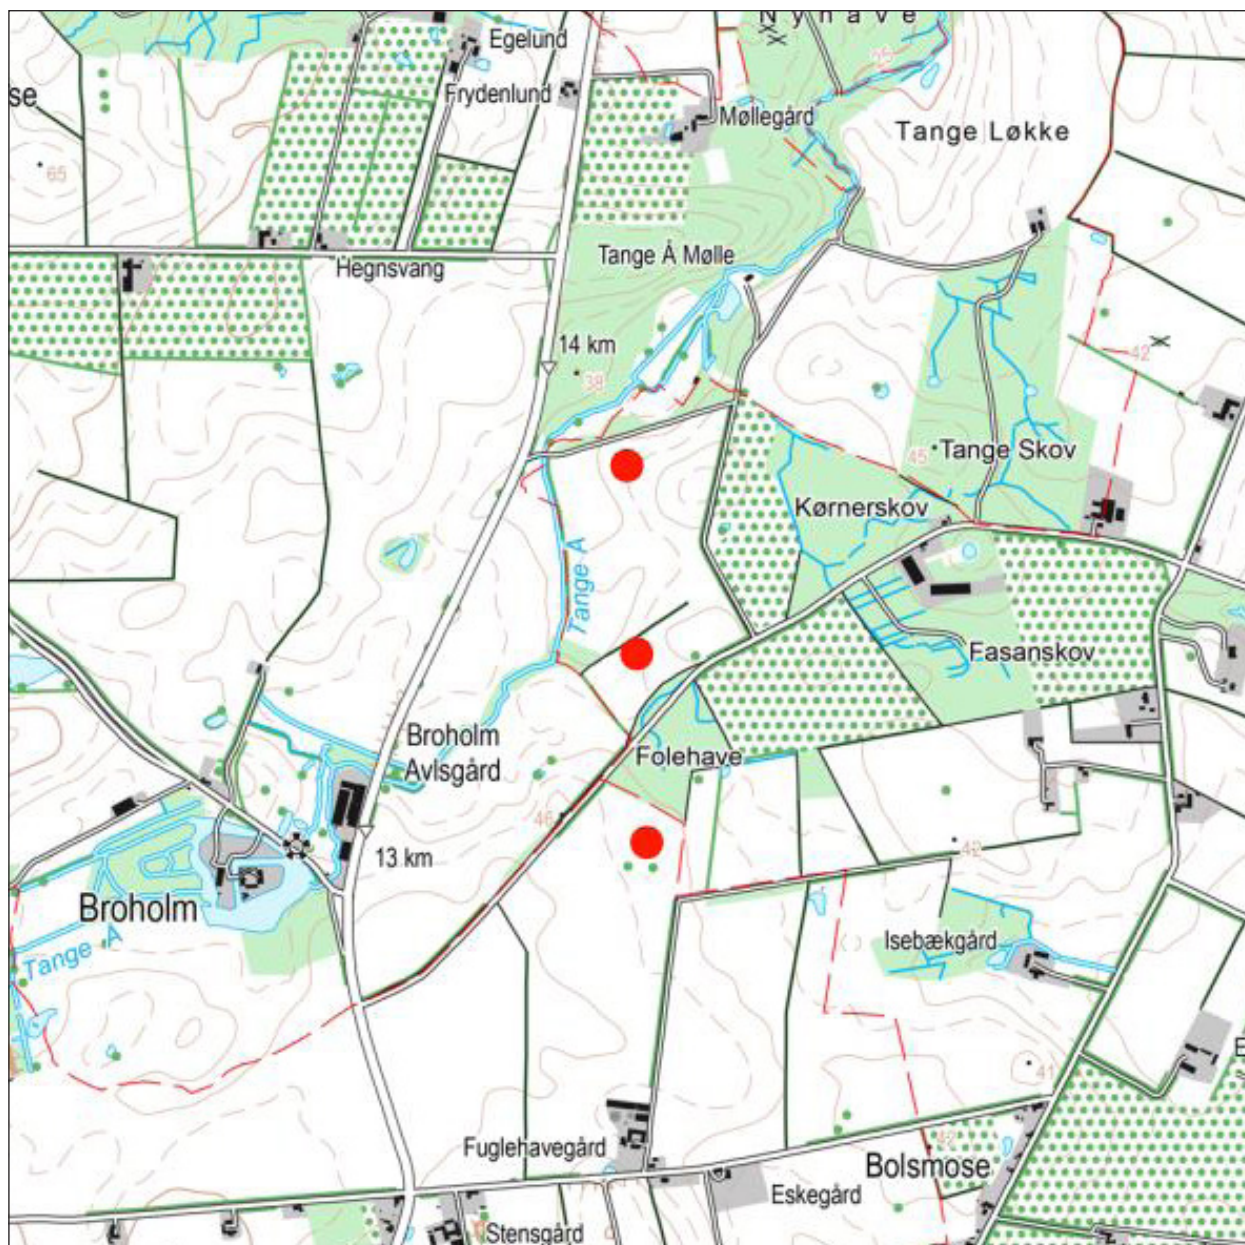 Nyhave
Egelund
25
se
Frydenlund
Møllegård
Tange Løkke
65
Tange Å Mølle
Hegnsvang
14 km
42
38
45
Tange Skov
Kørnerskov
Tange Å
Fasanskov
Broholm
Avlsgård
Folehave
46
13 km
42
Broholm
Isebækgård
Tange Å
E
41
Fuglehavegård
42
Bolsmose
Eskegård
Stensgård